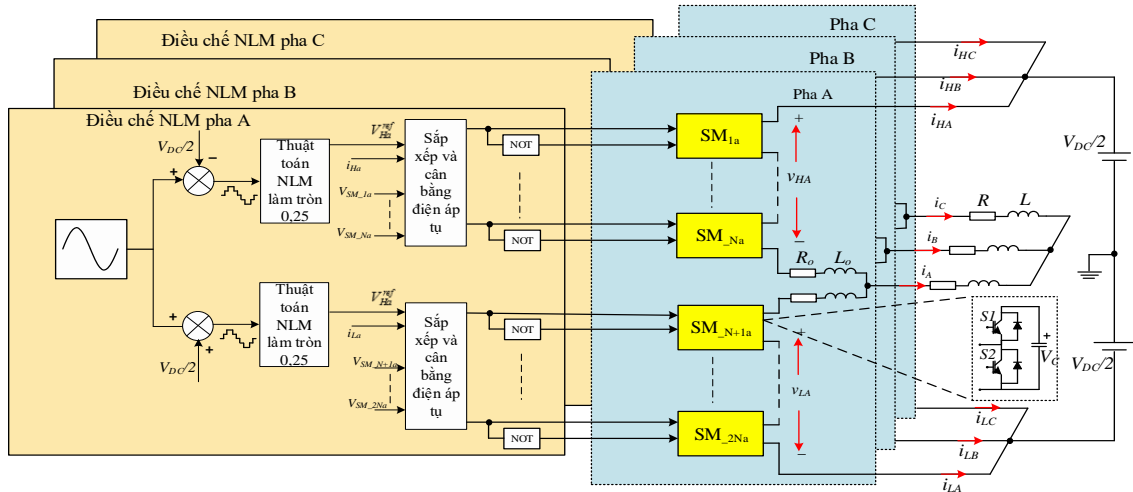 Điều chế NLM pha C
Điều chế NLM pha B
Điều chế NLM pha A
V_DC/2
−
+
Thuật
toán
NLM
làm tròn
0,25
V_Ha^ref
i_Ha
V_SM_1a
V_SM_Na
Sắp
xếp và
cân
bằng
điện áp
tụ
NOT
NOT
+
+
V_DC/2
Thuật
toán
NLM
làm tròn
0,25
V_Ha^ref
i_La
V_SM_N+1a
V_SM_2Na
Sắp
xếp và
cân
bằng
điện áp
tụ
NOT
NOT
Pha C
Pha B
Pha A
SM_1a
SM_Na
SM_N+1a
SM_2Na
+
v_HA
−
R_o
L_o
+
v_LA
−
i_HC
i_HB
i_HA
i_C
R
L
i_B
i_A
S1
S2
+
V_C
V_DC/2
V_DC/2
i_LC
i_LB
i_LA